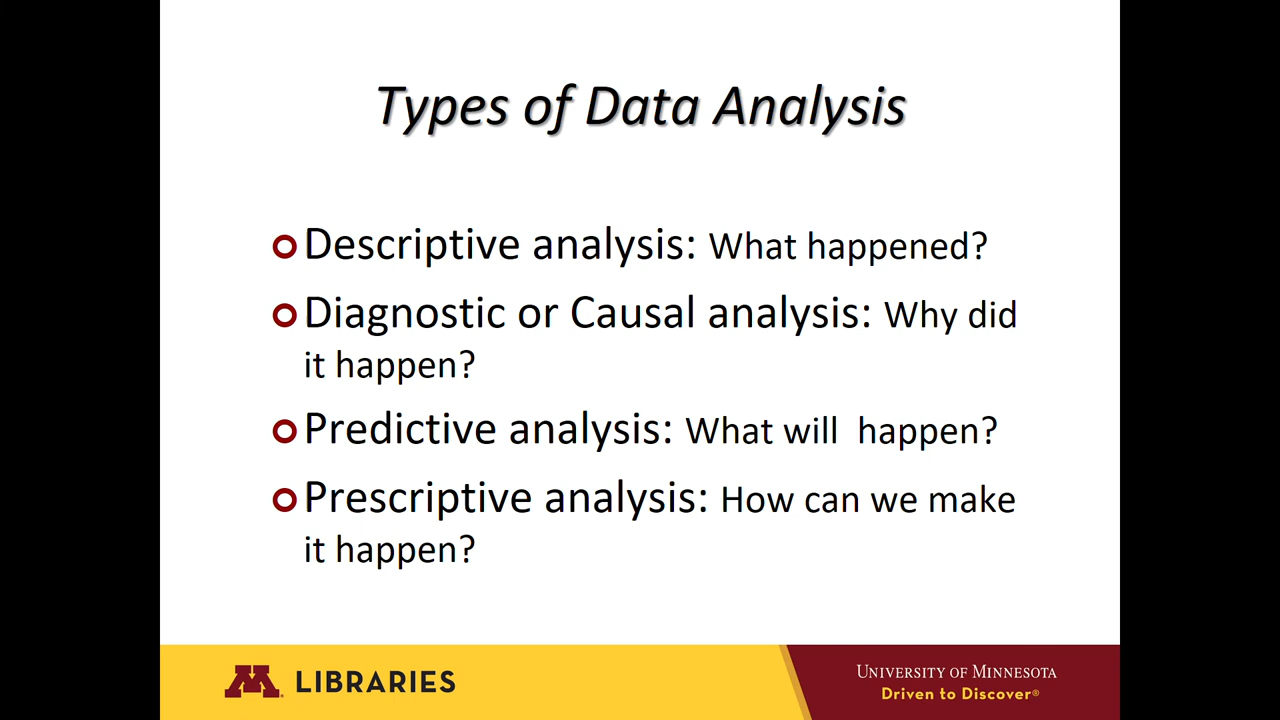 Types of Data Analysis
Descriptive analysis: What happened?
Diagnostic or Causal analysis: Why did
it happen?
Predictive analysis: What will  happen?
Prescriptive analysis: How can we make
it happen?
M LIBRARIES
UNIVERSITY OF MINNESOTA
Driven to Discover®